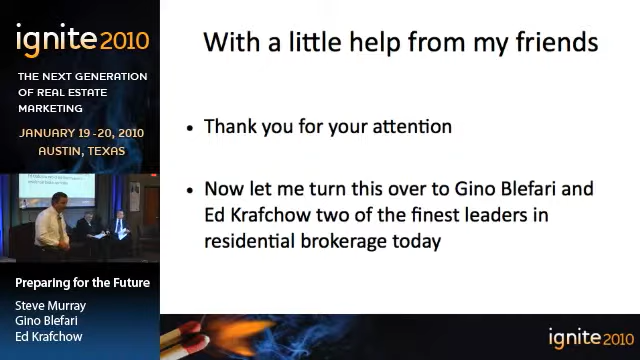 ignite 2010
THE NEXT GENERATION
OF REAL ESTATE
MARKETING
JANUARY 19-20, 2010
AUSTIN, TEXAS
Preparing for the Future
Steve Murray
Gino Blefari
Ed Krafchow
With a little help from my friends
• Thank you for your attention
• Now let me turn this over to Gino Blefari and
Ed Krafchow two of the finest leaders in
residential brokerage today
ignite2010